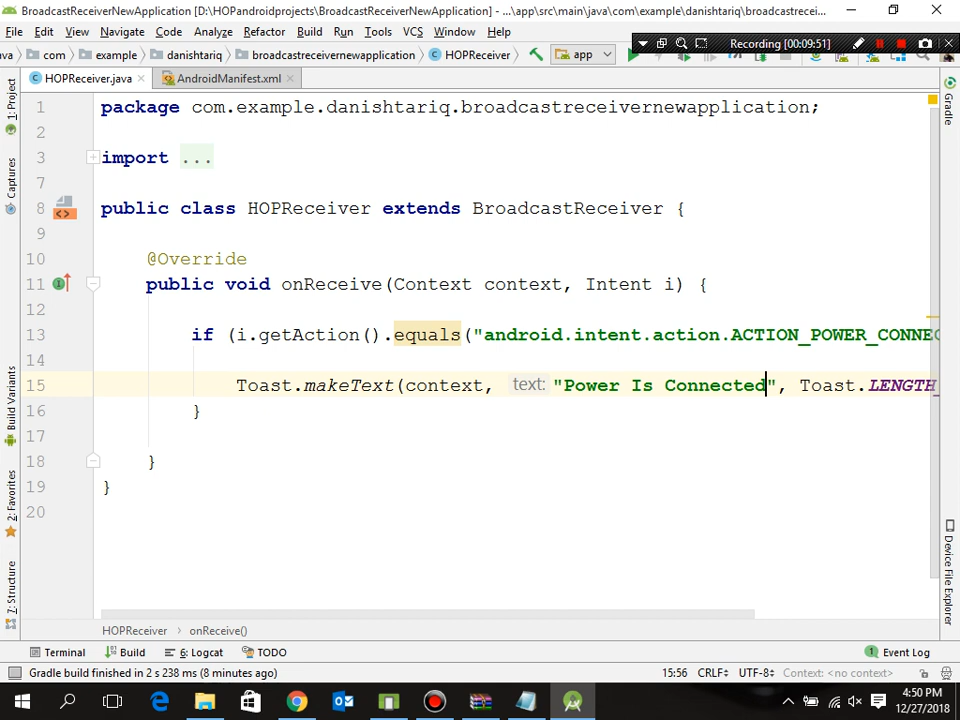 BroadcastReceiverNewApplication [D:\HOPandroidprojects\BroadcastReceiverNewApplication] - ...\app\src\main\java\com\example\danishtariq\broadcastrecei...
File Edit View Navigate Code Analyze Refactor Build Run Tools VCS Window Help
Recording [00:09:51]
va com example danishtariq broadcastreceivernewapplication HOPReceiver app
HOPReceiver.java AndroidManifest.xml
1: Project
Captures
Build Variants
2: Favorites
7: Structure
Gradle
Device File Explorer
1 package com.example.danishtariq.broadcastreceivernewapplication;
2
3 import ...
7
8 public class HOPReceiver extends BroadcastReceiver {
9
10 @Override
11 public void onReceive(Context context, Intent i) {
12
13 if (i.getAction().equals("android.intent.action.ACTION_POWER_CONNEC
14
15 Toast.makeText(context, text: "Power Is Connected", Toast.LENGTH_
16 }
17
18 }
19 }
20
HOPReceiver › onReceive()
Terminal Build 6: Logcat TODO 1 Event Log
Gradle build finished in 2 s 238 ms (8 minutes ago) 15:56 CRLF÷ UTF-8÷ Context: <no context>
4:50 PM
12/27/2018